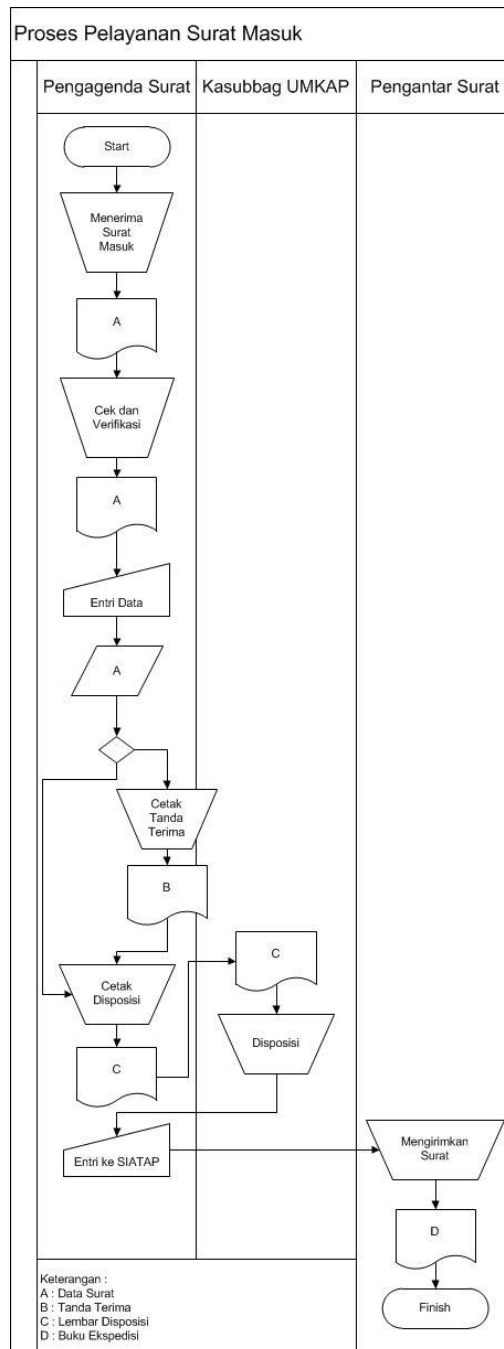 Proses Pelayanan Surat Masuk
Pengagenda Surat
Kasubbag UMKAP
Pengantar Surat
Start
Menerima
Surat
Masuk
A
Cek dan
Verifikasi
A
Entri Data
A
Cetak
Tanda
Terima
B
Cetak
Disposisi
C
C
Disposisi
Entri ke SIATAP
Mengirimkan
Surat
D
Finish
Keterangan :
A : Data Surat
B : Tanda Terima
C : Lembar Disposisi
D : Buku Ekspedisi